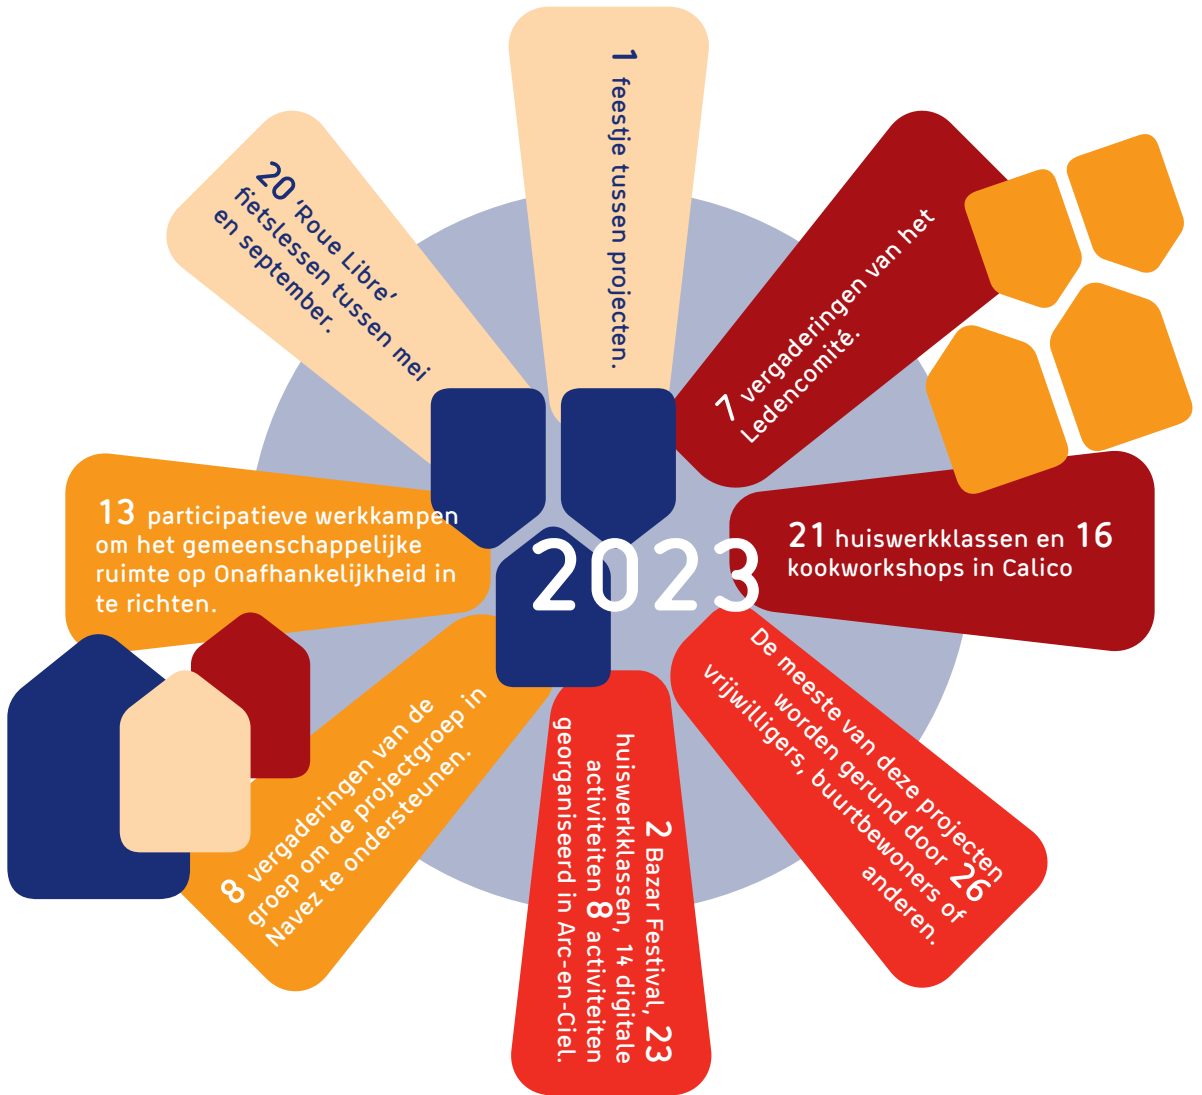 1 feestje tussen projecten.
7 vergaderingen van het
Ledencomité.
21 huiswerkklassen en 16
kookworkshops in Calico
De meeste van deze projecten
worden gerund door 26
vrijwilligers, buurtbewoners of
anderen.
2 Bazar Festival, 23
huiswerkklassen, 14 digitale
activiteiten 8 activiteiten
georganiseerd in Arc-en-Ciel.
8 vergaderingen van de
groep om de projectgroep in
Navez te ondersteunen.
13 participatieve werkkampen
om het gemeenschappelijke
ruimte op Onafhankelijkheid in
te richten.
20 ‘Roue Libre’
fietslessen tussen mei
en september.
2023